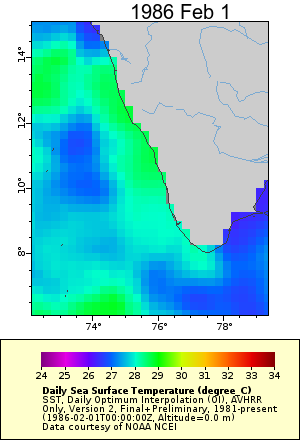 1986 Feb 1
14°
12°
10°
8°
74° 76° 78°
24 25 26 27 28 29 30 31 32 33 34
Daily Sea Surface Temperature (degree_C)
SST, Daily Optimum Interpolation (OI), AVHRR
Only, Version 2, Final+Preliminary, 1981-present
(1986-02-01T00:00:00Z, Altitude=0.0 m)
Data courtesy of NOAA NCEI